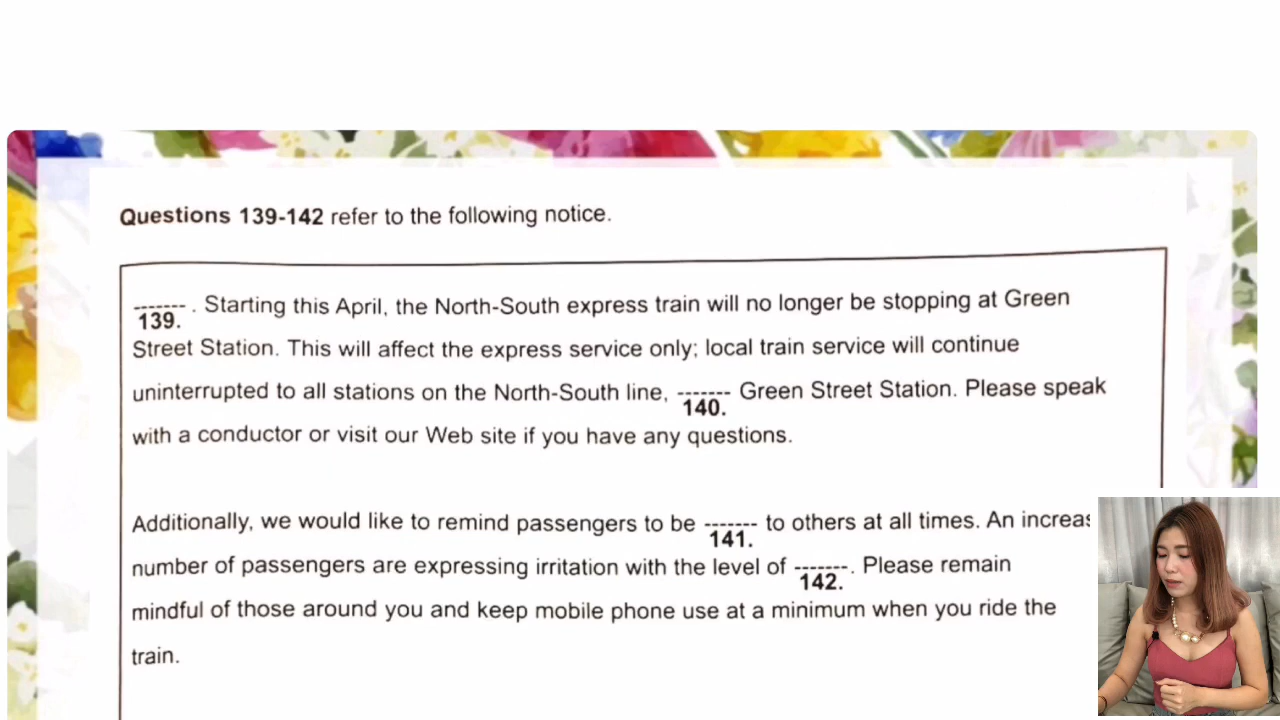 Questions 139-142 refer to the following notice.
------- . Starting this April, the North-South express train will no longer be stopping at Green
139.
Street Station. This will affect the express service only; local train service will continue
uninterrupted to all stations on the North-South line, ------- Green Street Station. Please speak
140.
with a conductor or visit our Web site if you have any questions.
Additionally, we would like to remind passengers to be ------- to others at all times. An increas
141.
number of passengers are expressing irritation with the level of -------. Please remain
142.
mindful of those around you and keep mobile phone use at a minimum when you ride the
train.